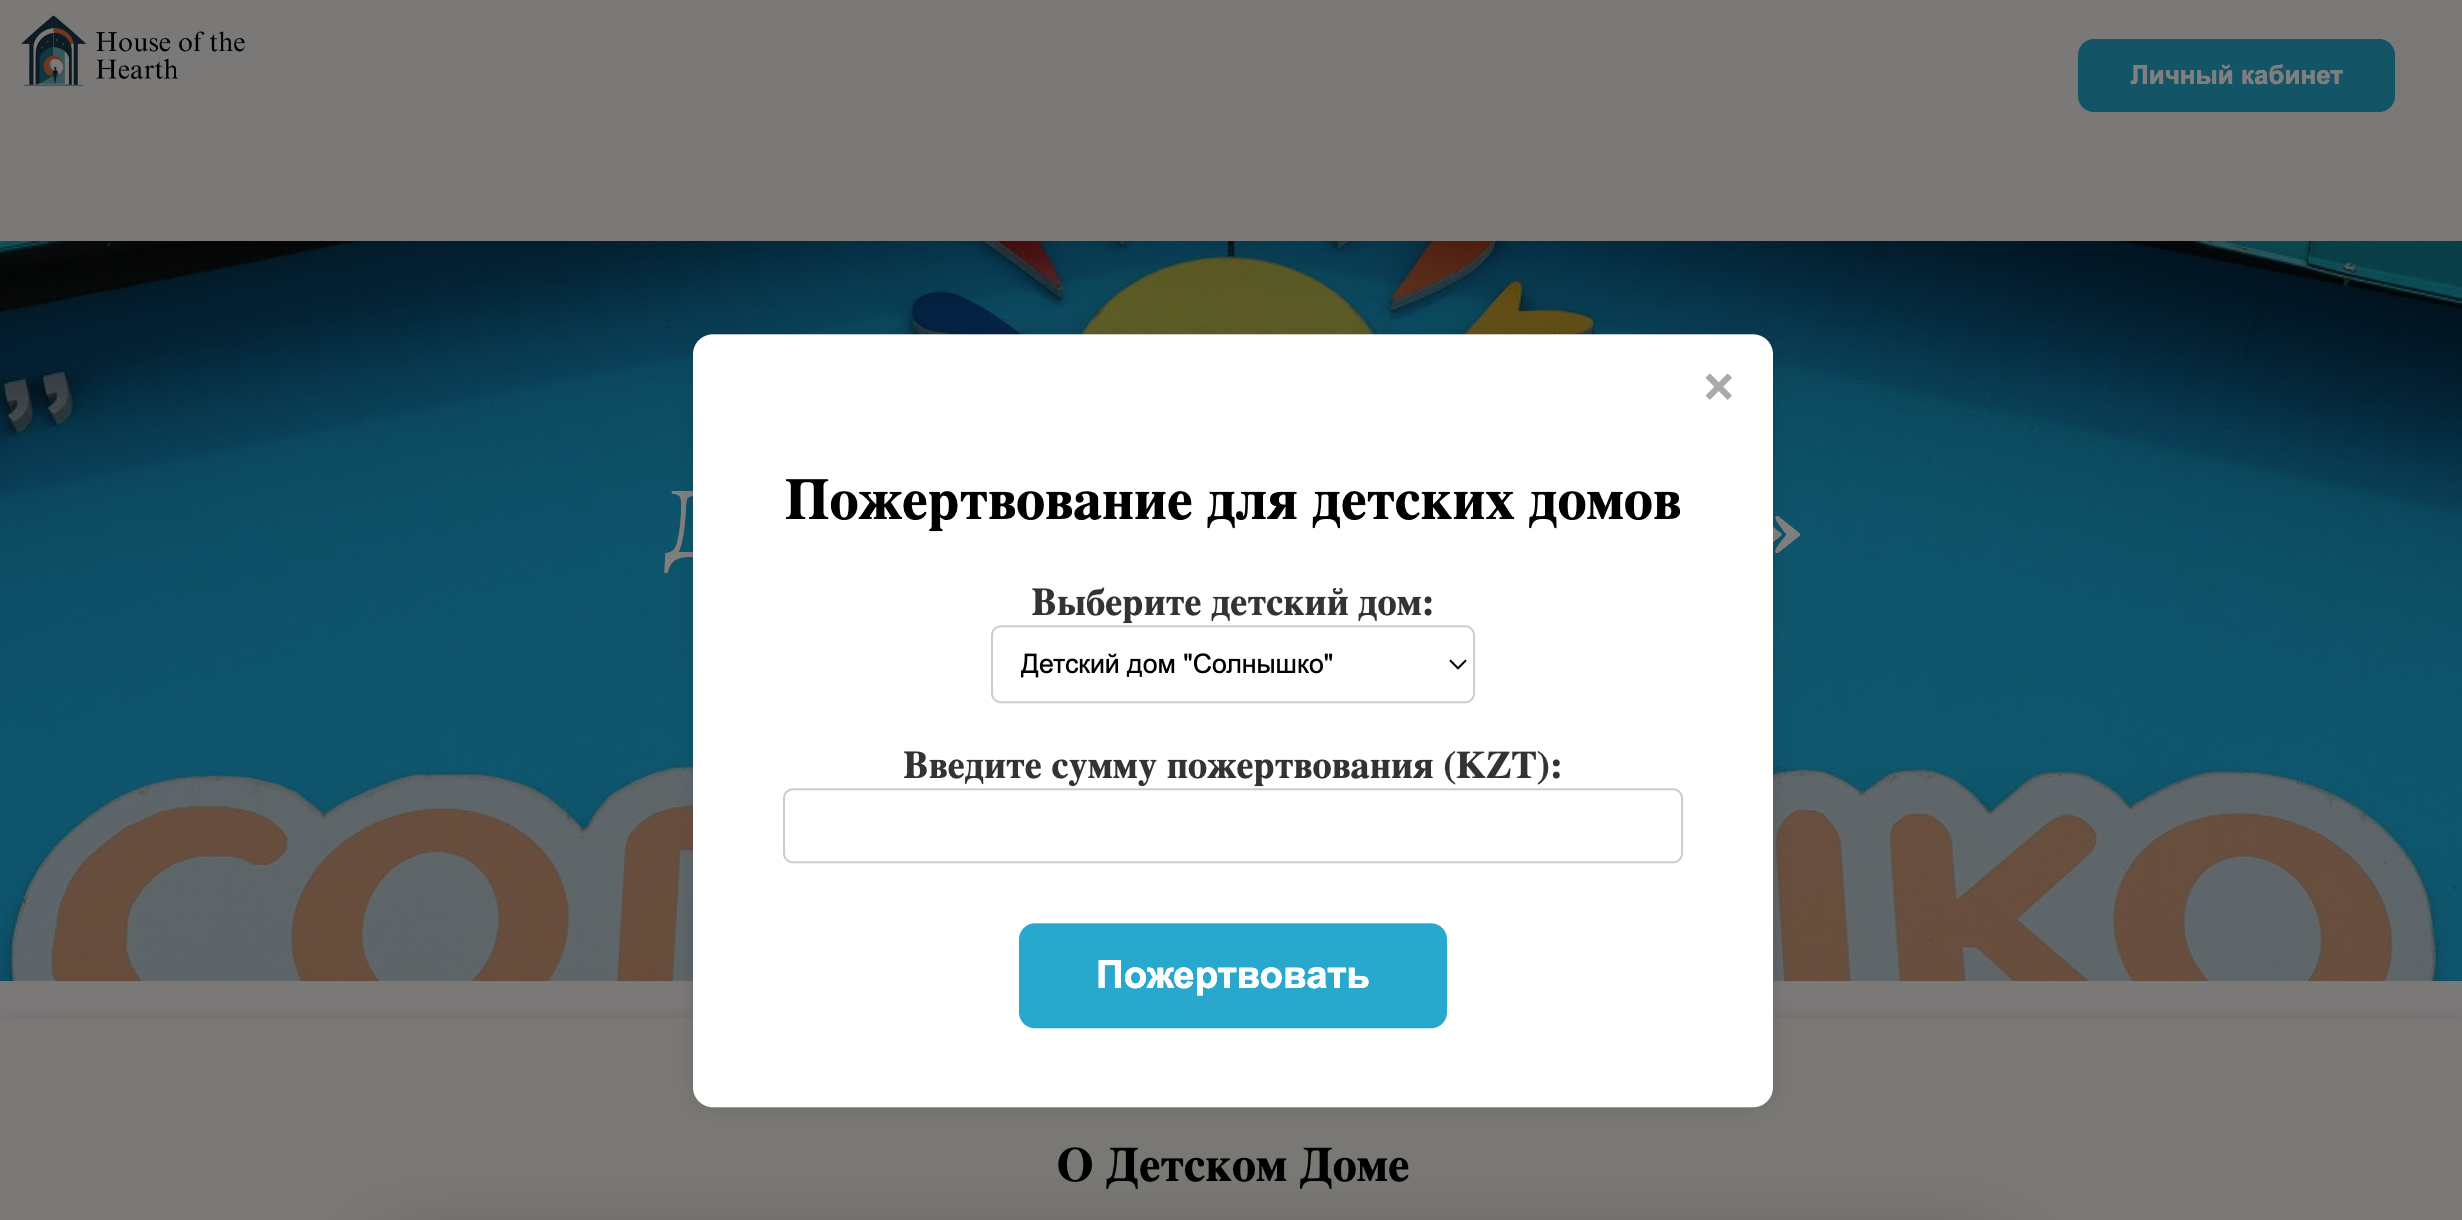 House of the
Hearth
Личный кабинет
Пожертвование для детских домов
Выберите детский дом:
Детский дом "Солнышко"
Введите сумму пожертвования (KZT):
Пожертвовать
О Детском Доме